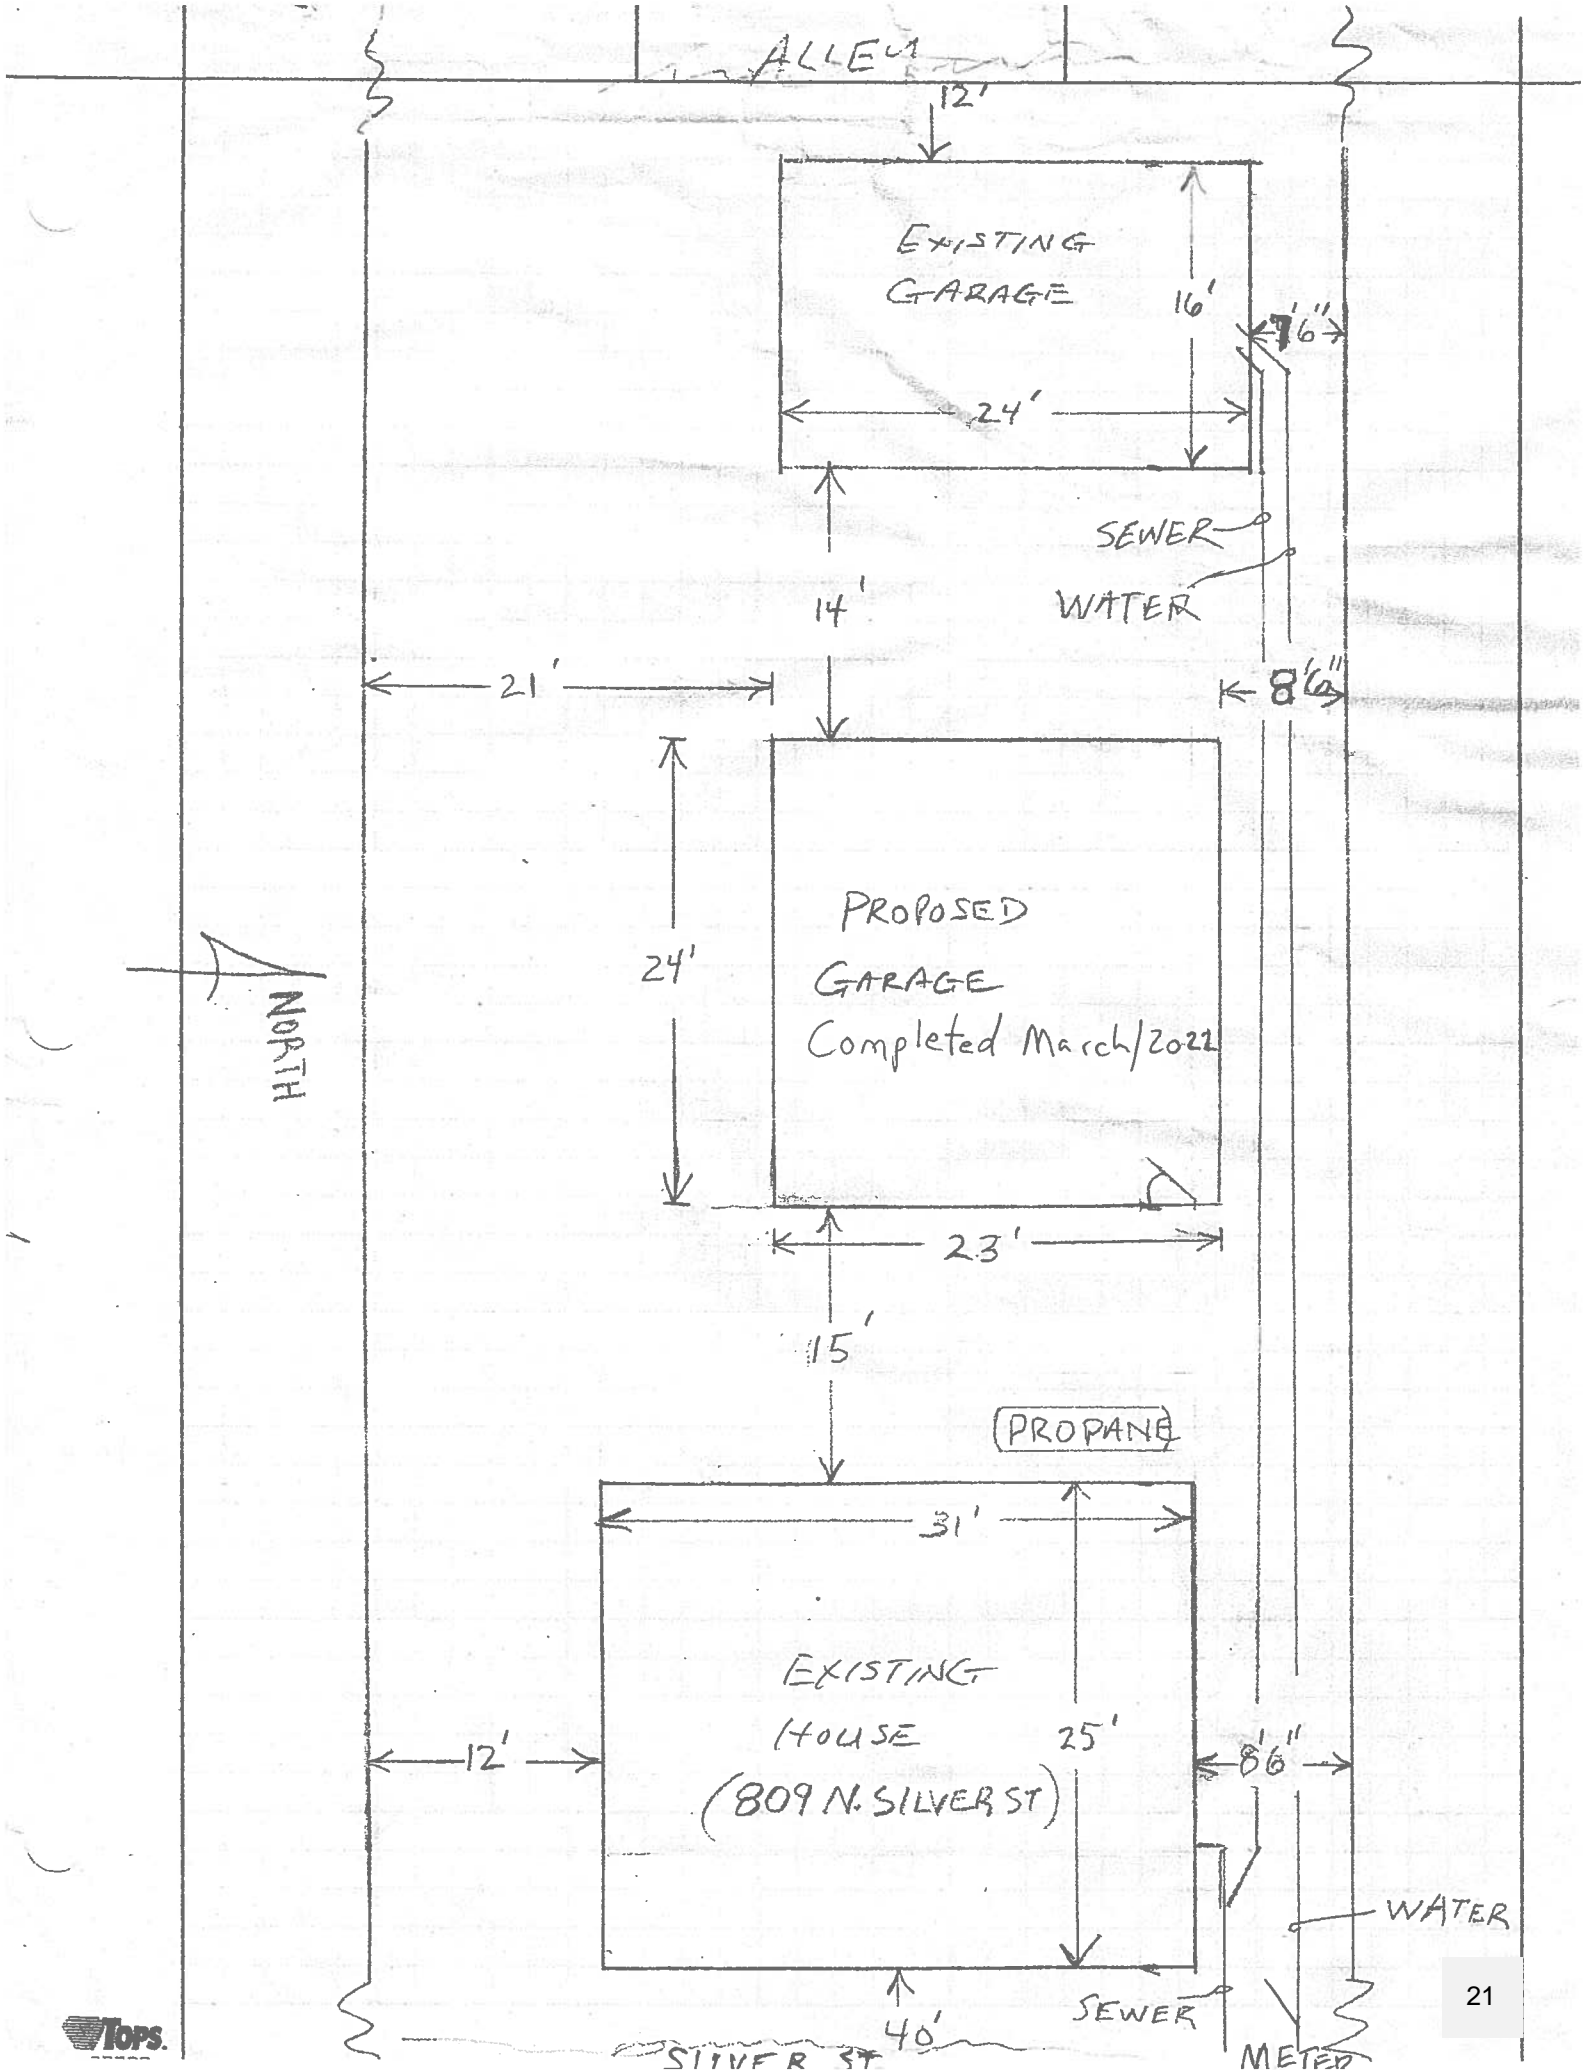 ALLEY
12'
EXISTING
GARAGE
16'
7'6"
24'
SEWER
WATER
14'
21'
8'6"
PROPOSED
GARAGE
Completed March/2022
24'
NORTH
23'
15'
PROPANE
31'
EXISTING
HOUSE
(809 N. SILVER ST)
25'
12'
8'6"
WATER
SEWER
40'
SILVER ST
METER
21
TOPS.